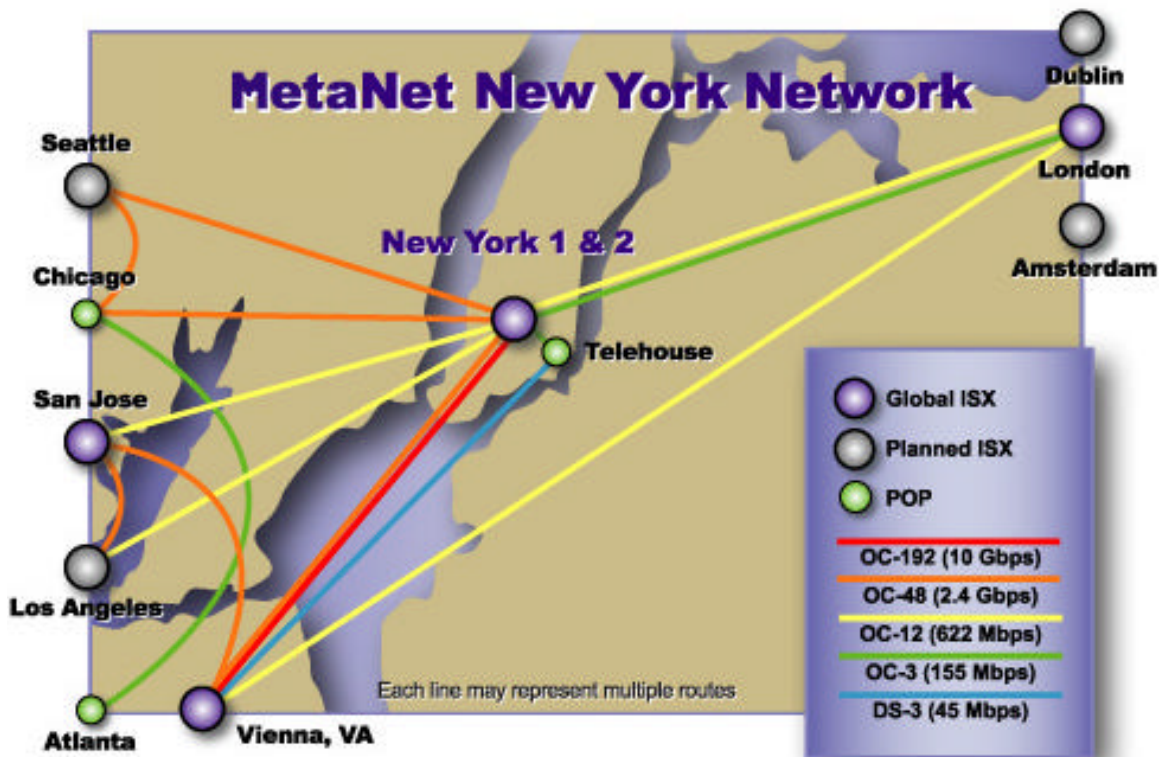 MetaNet New York Network
Dublin
London
Amsterdam
Seattle
New York 1 & 2
Chicago
Telehouse
San Jose
Los Angeles
Each line may represent multiple routes
Atlanta
Vienna, VA
Global ISX
Planned ISX
POP
OC-192 (10 Gbps)
OC-48 (2.4 Gbps)
OC-12 (622 Mbps)
OC-3 (155 Mbps)
DS-3 (45 Mbps)